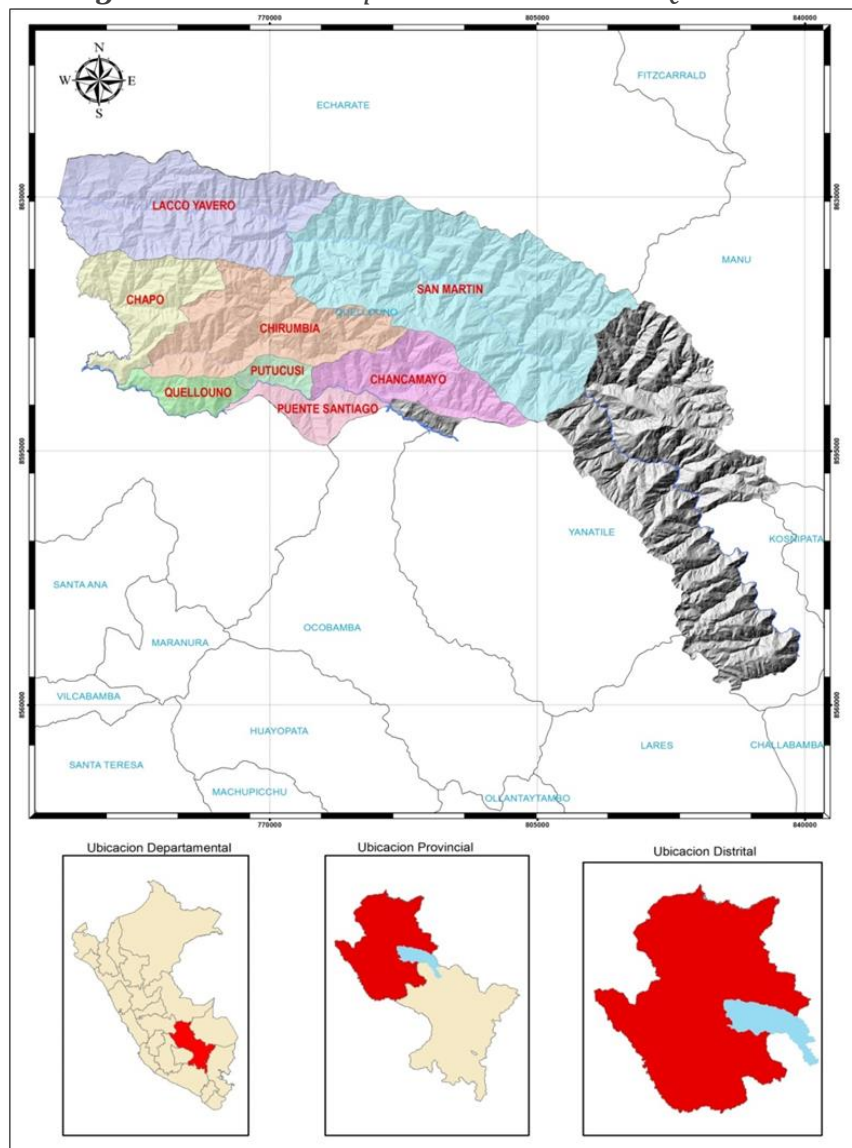 770000 805000 840000
N
W E
S
FITZCARRALD
ECHARATE
8630000 8630000
LACCO YAVERO
MANU
SAN MARTIN
CHAPO
QUELLOUNO
CHIRUMBIA
PUTUCUSI
CHANCAMAYO
QUELLOUNO
PUENTE SANTIAGO
8595000 8595000
YANATILE
KOSNIPATA
SANTA ANA
OCOBAMBA
MARANURA
VILCABAMBA
8560000 8560000
HUAYOPATA
LARES
CHALLABAMBA
SANTA TERESA
MACHUPICCHU
OLLANTAYTAMBO
770000 805000 840000
Ubicacion Departamental
Ubicacion Provincial
Ubicacion Distrital